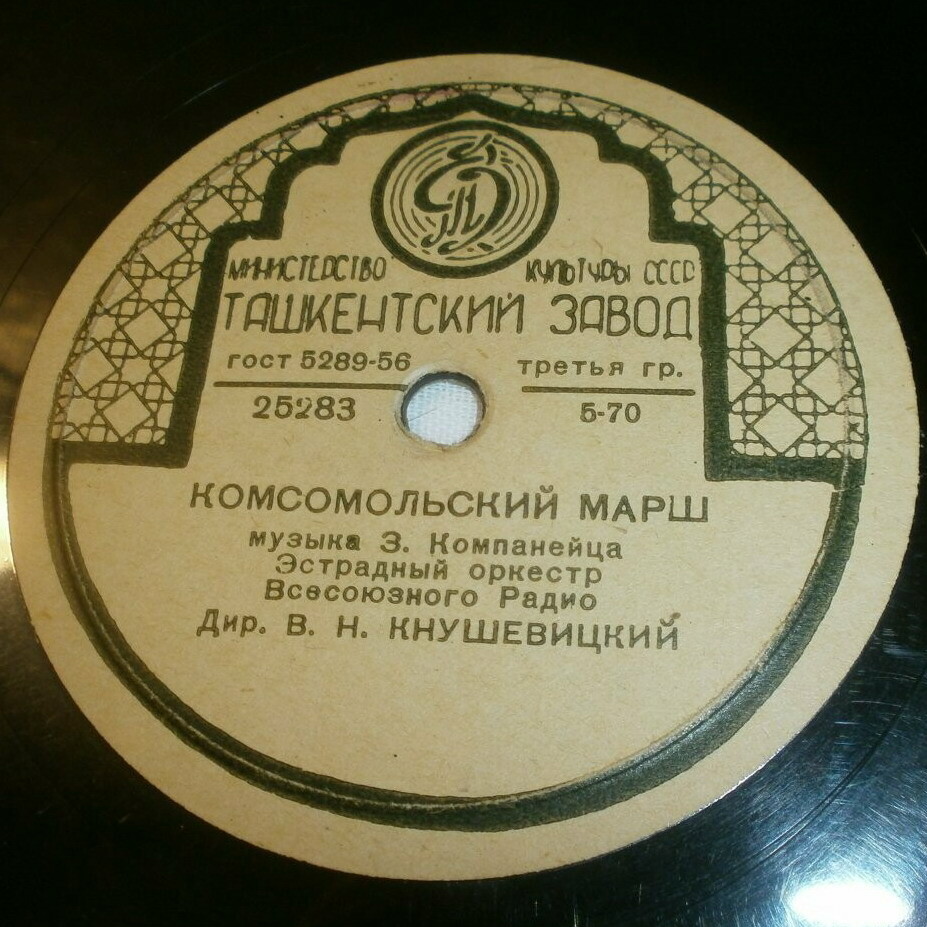 МИНИСТЕРСТВО КУЛЬТУРЫ СССР
ТАШКЕНТСКИЙ ЗАВОД
гост 5289-56 третья гр.
25283 5-70
КОМСОМОЛЬСКИЙ МАРШ
музыка З. Компанейца
Эстрадный оркестр
Всесоюзного Радио
Дир. В. Н. КНУШЕВИЦКИЙ